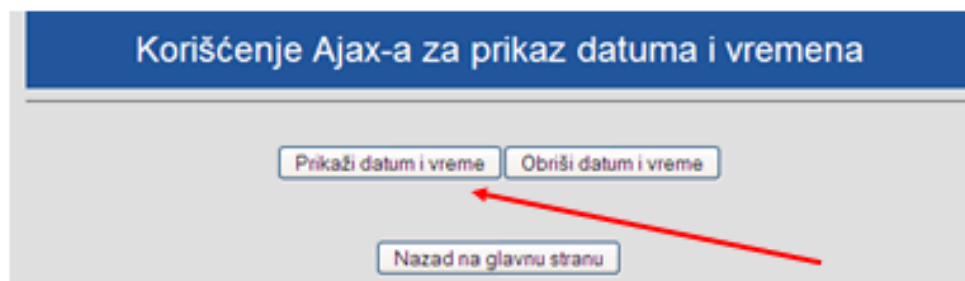 Korišćenje Ajax-a za prikaz datuma i vremena
Prikaži datum i vreme Obriši datum i vreme
Nazad na glavnu stranu